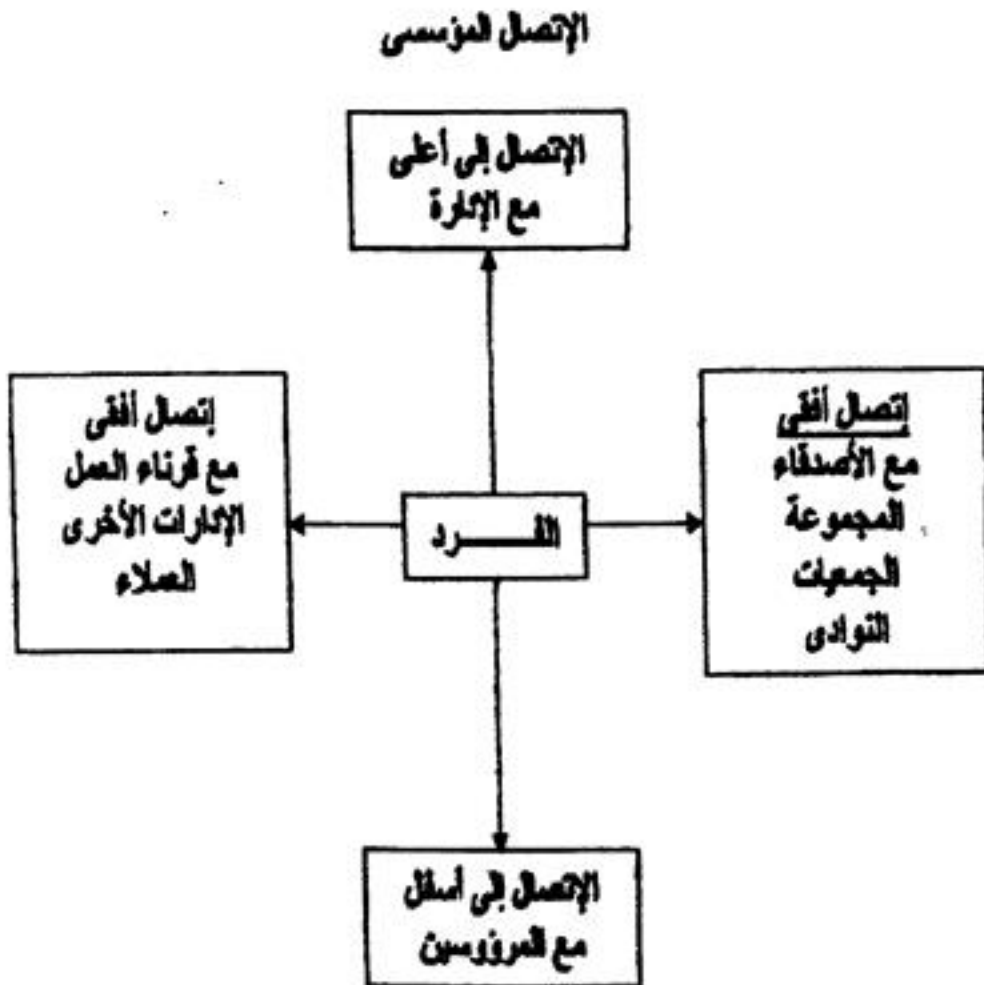 الإتصال المؤسسى
الإتصال إلى أعلى
مع الإدارة
إتصال أفقى
مع الأصدقاء
المجموعة
الجمعيات
النوادى
الفـــــرد
إتصال أفقى
مع قرناء العمل
الإدارات الأخرى
العملاء
الإتصال إلى أسفل
مع المرؤوسين